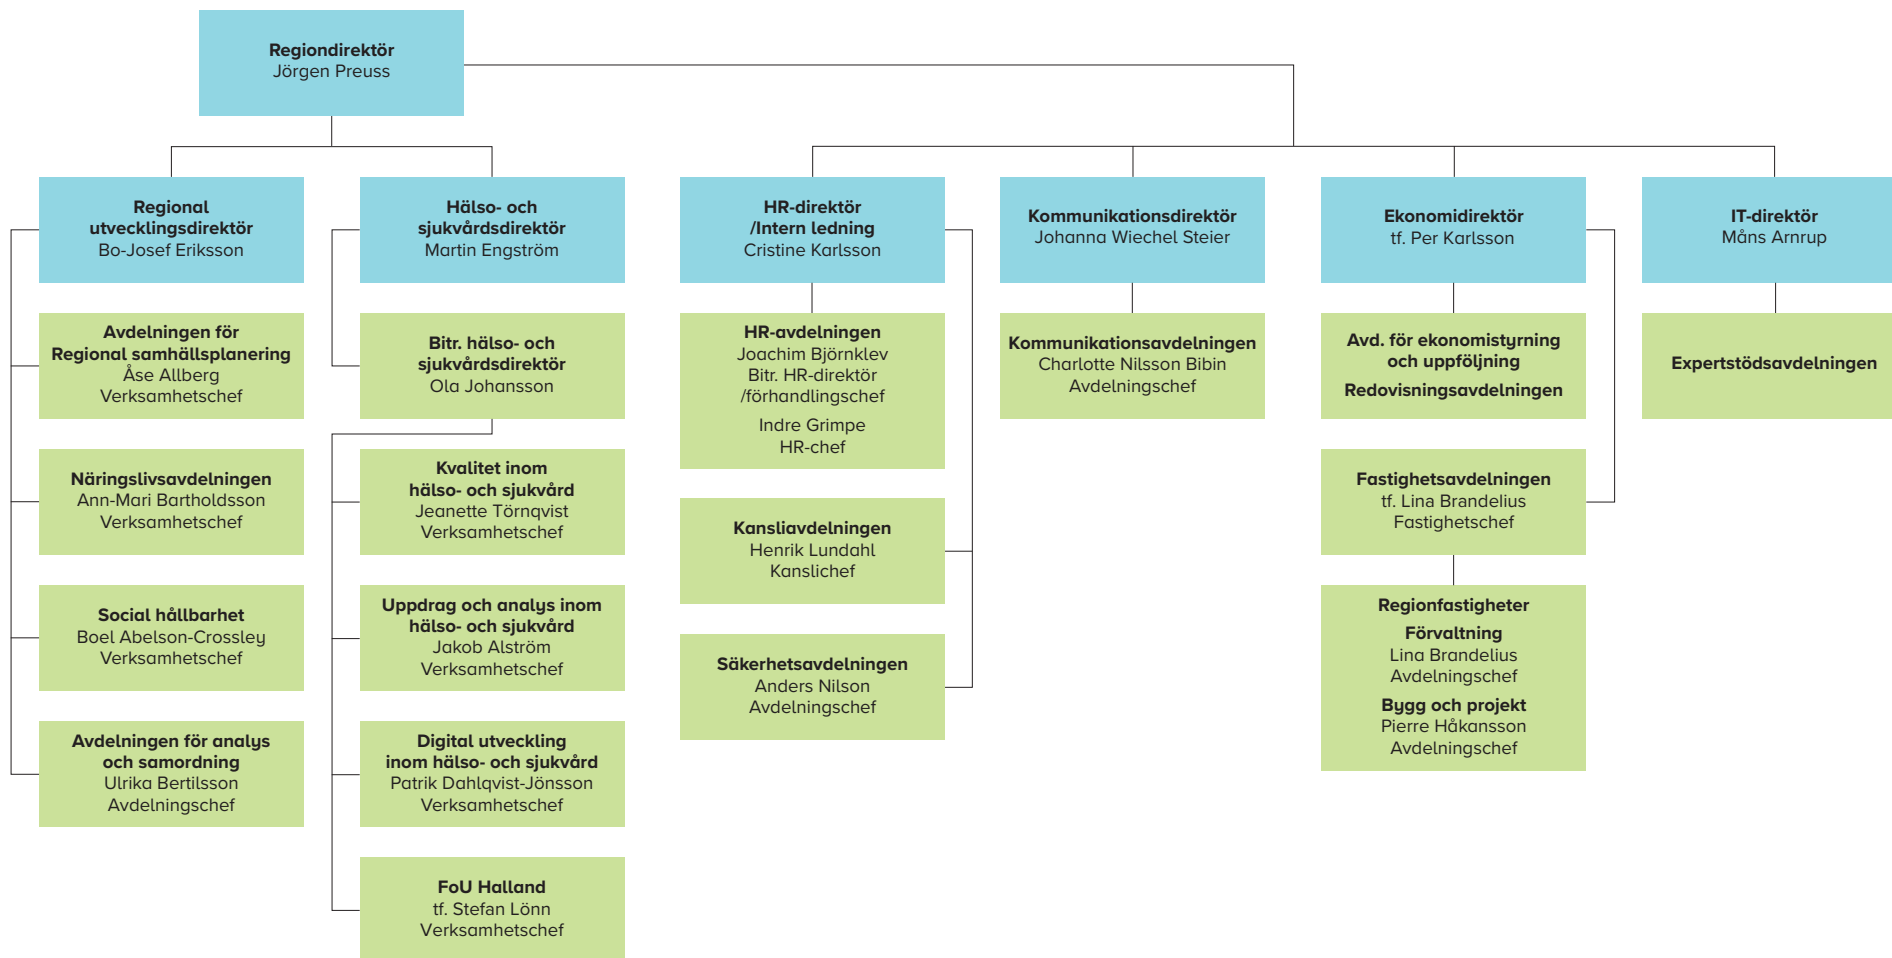 Regiondirektör
Jörgen Preuss
Regional
utvecklingsdirektör
Bo-Josef Eriksson
Avdelningen för
Regional samhällsplanering
Åse Allberg
Verksamhetschef
Näringslivsavdelningen
Ann-Mari Bartholdsson
Verksamhetschef
Social hållbarhet
Boel Abelson-Crossley
Verksamhetschef
Avdelningen för analys
och samordning
Ulrika Bertilsson
Avdelningschef
Hälso- och
sjukvårdsdirektör
Martin Engström
Bitr. hälso- och
sjukvårdsdirektör
Ola Johansson
Kvalitet inom
hälso- och sjukvård
Jeanette Törnqvist
Verksamhetschef
Uppdrag och analys inom
hälso- och sjukvård
Jakob Alström
Verksamhetschef
Digital utveckling
inom hälso- och sjukvård
Patrik Dahlqvist-Jönsson
Verksamhetschef
FoU Halland
tf. Stefan Lönn
Verksamhetschef
HR-direktör
/Intern ledning
Cristine Karlsson
HR-avdelningen
Joachim Björnklev
Bitr. HR-direktör
/förhandlingschef
Indre Grimpe
HR-chef
Kansliavdelningen
Henrik Lundahl
Kanslichef
Säkerhetsavdelningen
Anders Nilson
Avdelningschef
Kommunikationsdirektör
Johanna Wiechel Steier
Kommunikationsavdelningen
Charlotte Nilsson Bibin
Avdelningschef
Ekonomidirektör
tf. Per Karlsson
Avd. för ekonomistyrning
och uppföljning
Redovisningsavdelningen
Fastighetsavdelningen
tf. Lina Brandelius
Fastighetschef
Regionfastigheter
Förvaltning
Lina Brandelius
Avdelningschef
Bygg och projekt
Pierre Håkansson
Avdelningschef
IT-direktör
Måns Arnrup
Expertstödsavdelningen